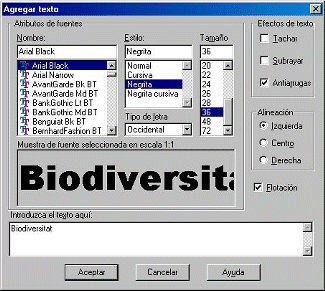 Agregar texto
Atributos de fuentes
Nombre:
Arial Black
Arial Black
Arial Narrow
AvantGarde Bk BT
AvantGarde Md BT
BankGothic Lt BT
BankGothic Md BT
Benguiat Bk BT
BernhardFashion BT
Estilo:
Negrita
Normal
Cursiva
Negrita
Negrita cursiva
Tipo de letra
Occidental
Tamaño
36
20
22
24
26
28
36
48
72
Efectos de texto
Tachar
Subrayar
Antiarrugas
Alineación
Izquierda
Centro
Derecha
Flotación
Muestra de fuente seleccionada en escala 1:1
Biodiversita
Introduzca el texto aquí:
Biodiversitat
Aceptar
Cancelar
Ayuda